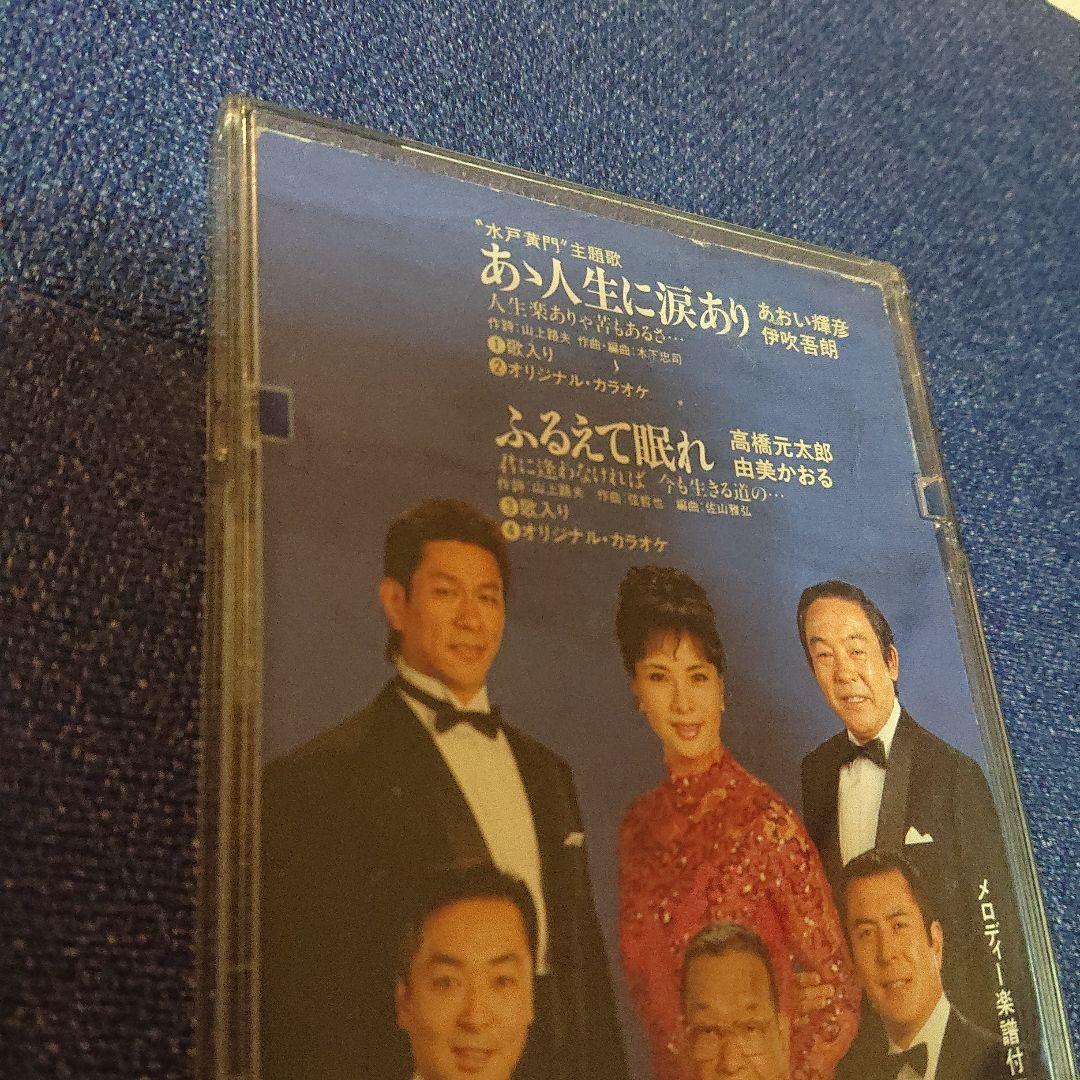 “水戸黄門”主題歌
あゝ人生に涙あり
あおい輝彦
伊吹吾朗
人生楽ありゃ苦もあるさ…
作詩:山上路夫 作曲・編曲:木下忠司
❶歌入り
❷オリジナル・カラオケ
ふるえて眠れ
高橋元太郎
由美かおる
君に逢わなければ 今も生きる道の…
作詩:山上路夫 作曲:弦哲也 編曲:佐山雅弘
❸歌入り
❹オリジナル・カラオケ
メロディー楽譜付